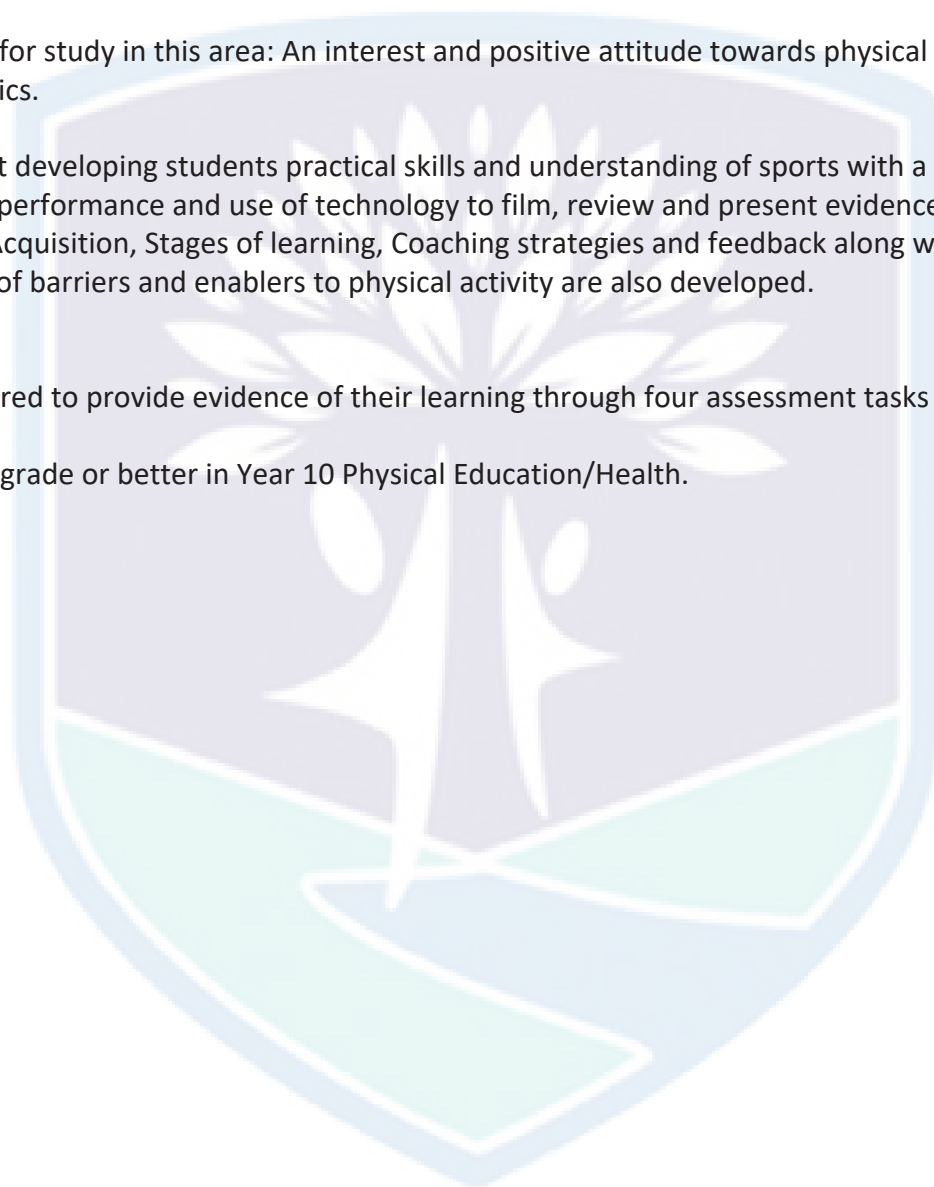 for study in this area: An interest and positive attitude towards physical
ics.
t developing students practical skills and understanding of sports with a
performance and use of technology to film, review and present evidence
Acquisition, Stages of learning, Coaching strategies and feedback along w
of barriers and enablers to physical activity are also developed.
red to provide evidence of their learning through four assessment tasks
grade or better in Year 10 Physical Education/Health.